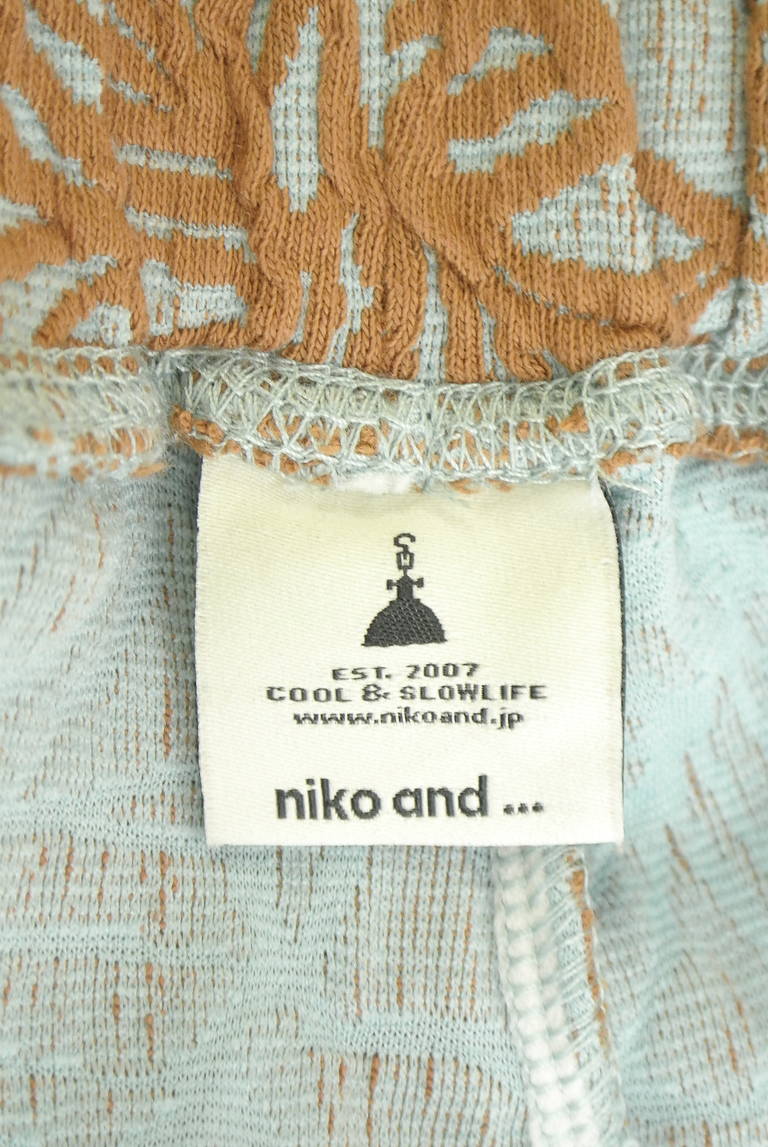 EST. 2007
COOL & SLOWLIFE
www.nikoand.jp
niko and ...